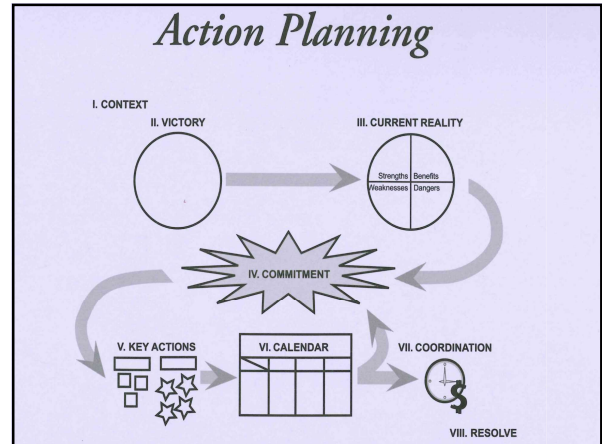 Action Planning
I. CONTEXT
II. VICTORY
III. CURRENT REALITY
Strengths Benefits
Weaknesses Dangers
IV. COMMITMENT
V. KEY ACTIONS
VI. CALENDAR
VII. COORDINATION
$
VIII. RESOLVE